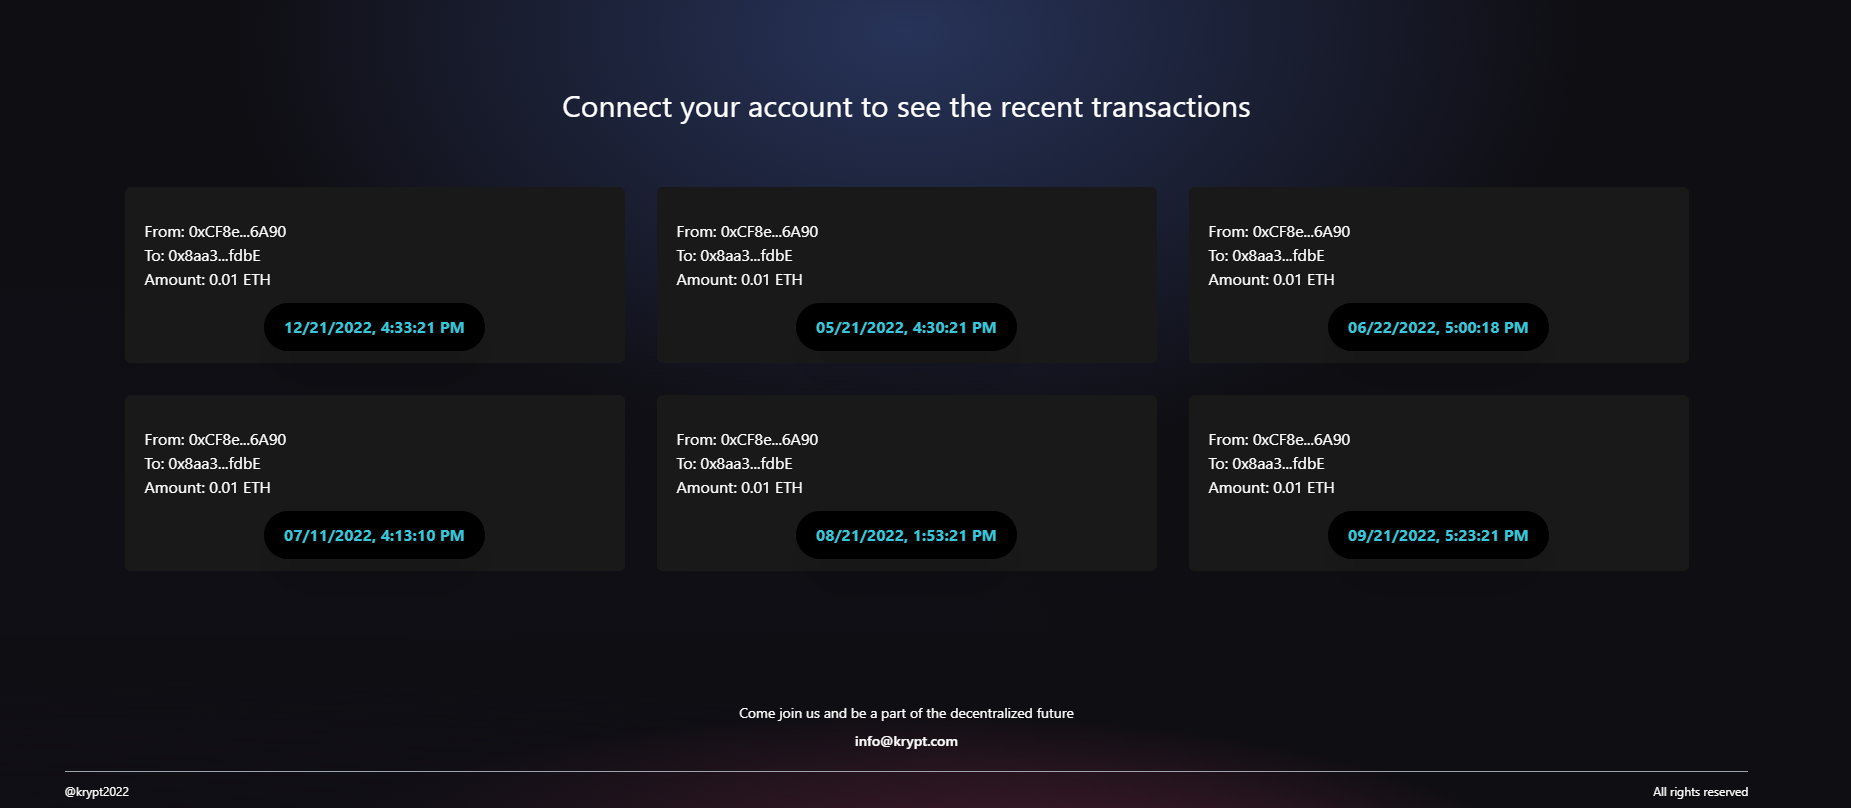 Connect your account to see the recent transactions
From: 0xCF8e...6A90
To: 0x8aa3...fdbE
Amount: 0.01 ETH
12/21/2022, 4:33:21 PM
From: 0xCF8e...6A90
To: 0x8aa3...fdbE
Amount: 0.01 ETH
05/21/2022, 4:30:21 PM
From: 0xCF8e...6A90
To: 0x8aa3...fdbE
Amount: 0.01 ETH
06/22/2022, 5:00:18 PM
From: 0xCF8e...6A90
To: 0x8aa3...fdbE
Amount: 0.01 ETH
07/11/2022, 4:13:10 PM
From: 0xCF8e...6A90
To: 0x8aa3...fdbE
Amount: 0.01 ETH
08/21/2022, 1:53:21 PM
From: 0xCF8e...6A90
To: 0x8aa3...fdbE
Amount: 0.01 ETH
09/21/2022, 5:23:21 PM
Come join us and be a part of the decentralized future
info@krypt.com
@krypt2022
All rights reserved